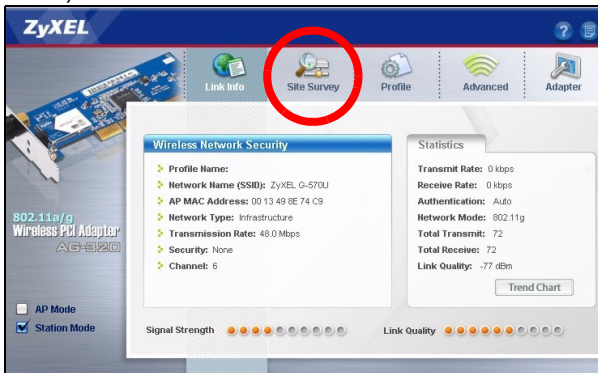 ZyXEL
Link Info
Site Survey
Profile
Advanced
Adapter
Wireless Network Security
Profile Name:
Network Name (SSID): ZyXEL G-570U
AP MAC Address: 00 13 49 8E 74 C9
Network Type: Infrastructure
Transmission Rate: 48.0 Mbps
Security: None
Channel: 6
Statistics
Transmit Rate: 0 kbps
Receive Rate: 0 kbps
Authentication: Auto
Network Mode: 802.11g
Total Transmit: 72
Total Receive: 72
Link Quality: -77 dBm
Trend Chart
802.11a/g
Wireless PCI Adapter
AG-320
AP Mode
Station Mode
Signal Strength
Link Quality